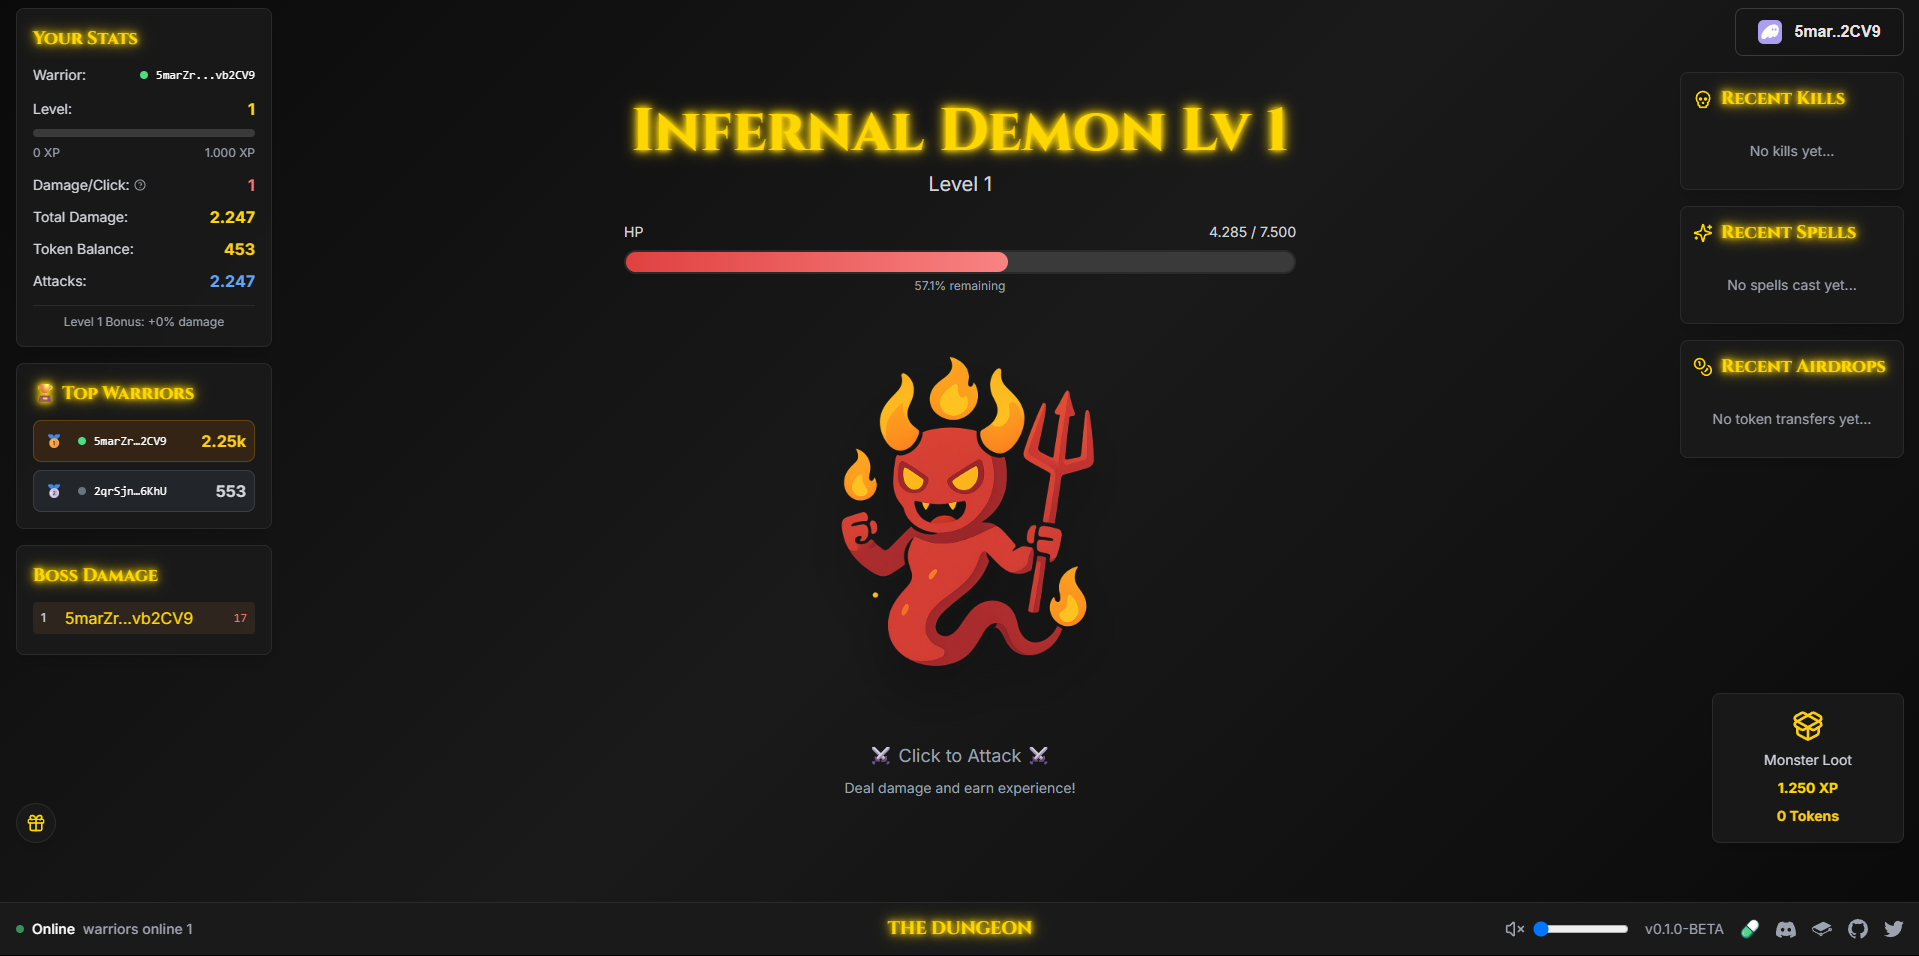 Your Stats
Warrior: 5marZr...vb2CV9
Level: 1
0 XP 1.000 XP
Damage/Click: 1
Total Damage: 2.247
Token Balance: 453
Attacks: 2.247
Level 1 Bonus: +0% damage
Top Warriors
1 5marZr…2CV9 2.25k
2 2qrSjn…6KhU 553
Boss Damage
1 5marZr...vb2CV9 17
Infernal Demon Lv 1
Level 1
HP 4.285 / 7.500
57.1% remaining
Click to Attack
Deal damage and earn experience!
5mar..2CV9
Recent Kills
No kills yet...
Recent Spells
No spells cast yet...
Recent Airdrops
No token transfers yet...
Monster Loot
1.250 XP
0 Tokens
Online warriors online 1
The Dungeon
v0.1.0-BETA